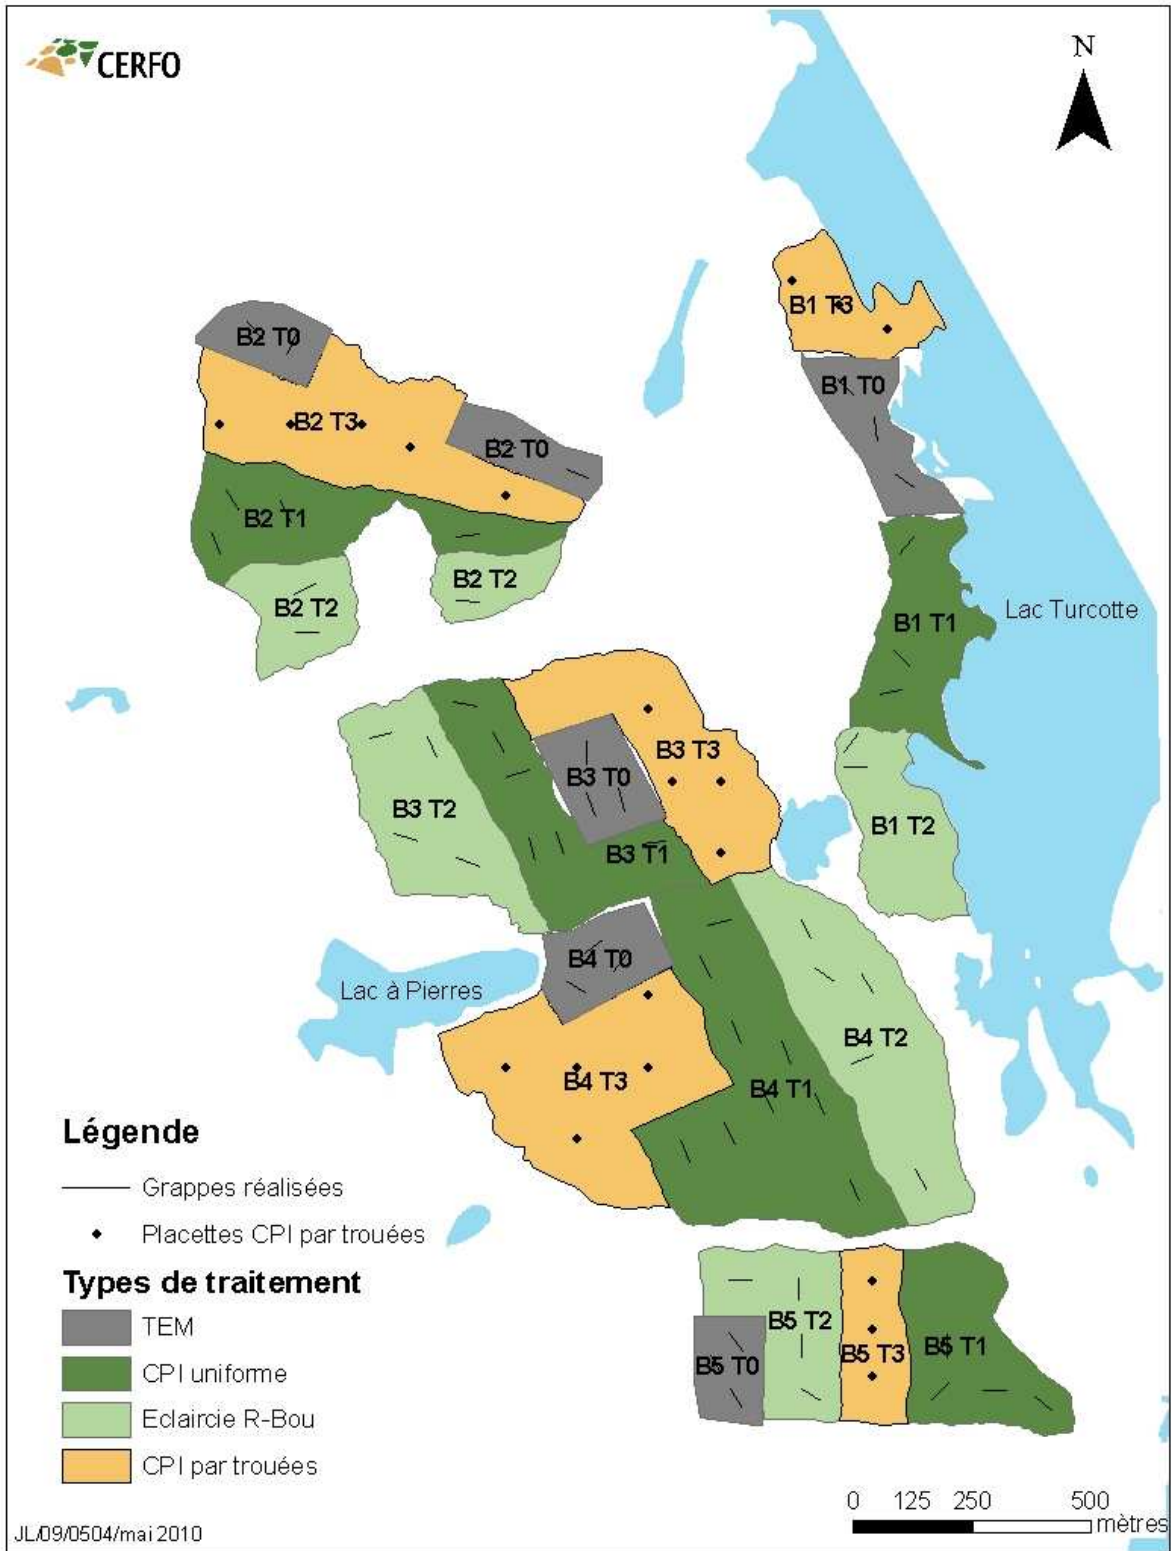 CERFO
N
B1 T3
B2 T0
B1 T0
B2 T3
B2 T0
B2 T1
B2 T2
B2 T2
B1 T1
Lac Turcotte
B3 T3
B3 T0
B3 T2
B1 T2
B3 T1
B4 T0
Lac à Pierres
B4 T2
B4 T3
B4 T1
Légende
Grappes réalisées
Placettes CPI par trouées
Types de traitement
TEM
CPI uniforme
Eclaircie R-Bou
CPI par trouées
B5 T2
B5 T0
B5 T3
B5 T1
0 125 250 500
mètres
JL/09/0504/mai 2010